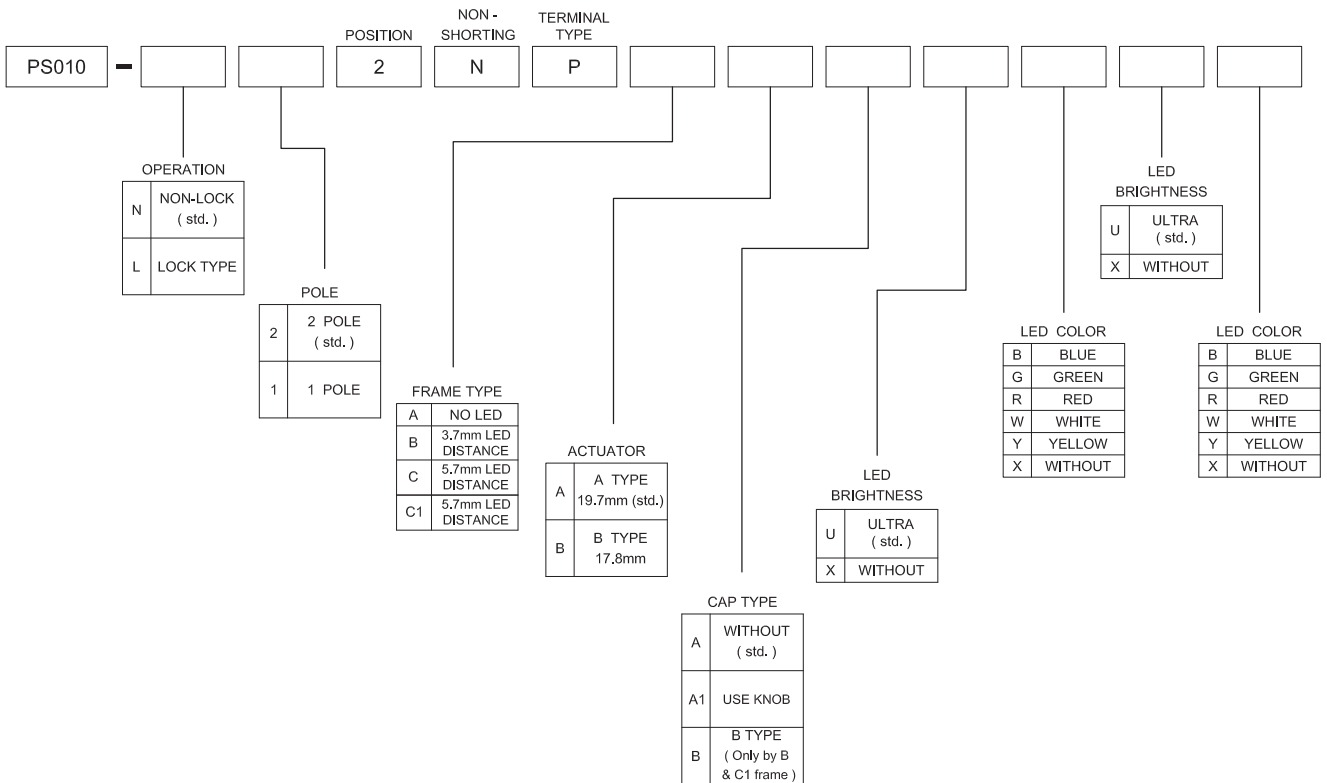 NON -
SHORTING
TERMINAL
TYPE
POSITION
PS010 - 2 N P
OPERATION
N NON-LOCK
( std. )
L LOCK TYPE
POLE
2 2 POLE
( std. )
1 1 POLE
FRAME TYPE
A NO LED
B 3.7mm LED
DISTANCE
C 5.7mm LED
DISTANCE
C1 5.7mm LED
DISTANCE
ACTUATOR
A A TYPE
19.7mm (std.)
B B TYPE
17.8mm
CAP TYPE
A WITHOUT
( std. )
A1 USE KNOB
B B TYPE
( Only by B
& C1 frame )
LED
BRIGHTNESS
U ULTRA
( std. )
X WITHOUT
LED COLOR
B BLUE
G GREEN
R RED
W WHITE
Y YELLOW
X WITHOUT
LED
BRIGHTNESS
U ULTRA
( std. )
X WITHOUT
LED COLOR
B BLUE
G GREEN
R RED
W WHITE
Y YELLOW
X WITHOUT